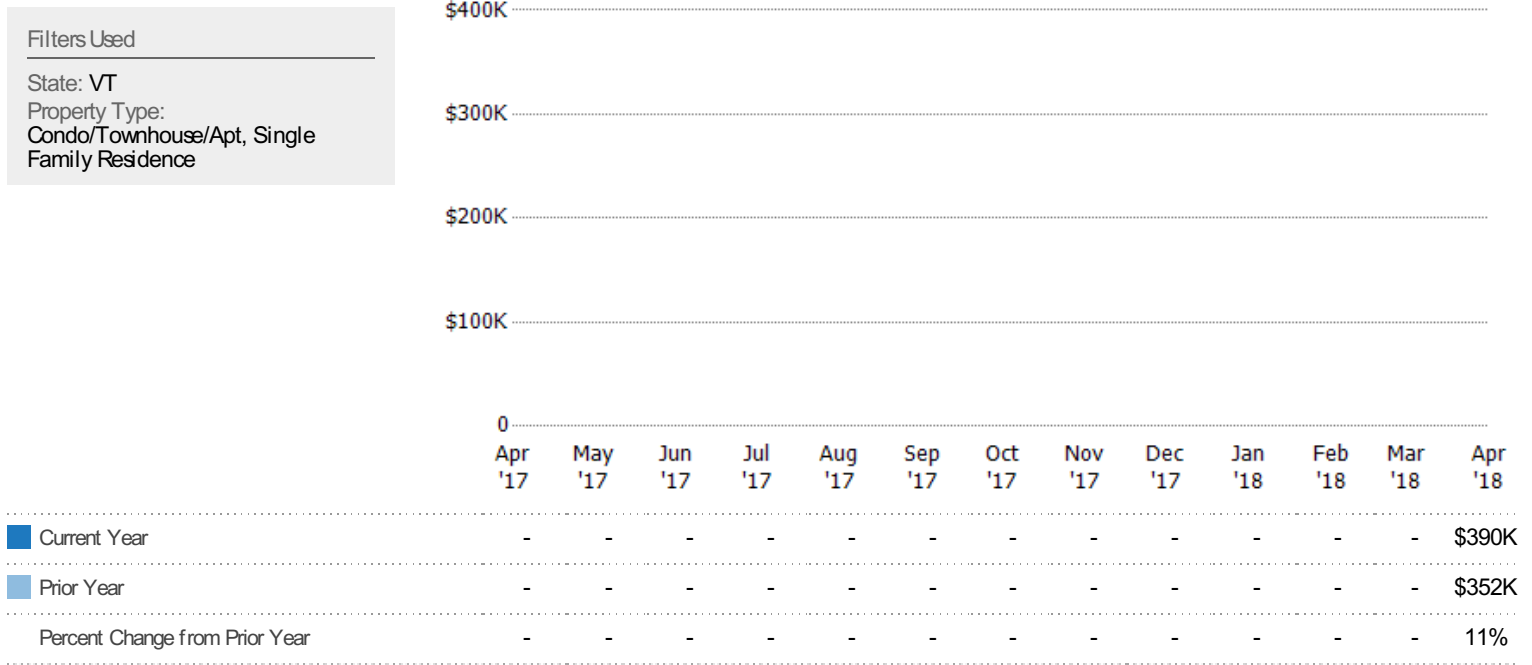 Filters Used
State: VT
Property Type:
Condo/Townhouse/Apt, Single
Family Residence
$400K
$300K
$200K
$100K
0
Apr May Jun Jul Aug Sep Oct Nov Dec Jan Feb Mar Apr
'17 '17 '17 '17 '17 '17 '17 '17 '17 '18 '18 '18 '18
Current Year - - - - - - - - - - - - $390K
Prior Year - - - - - - - - - - - - $352K
Percent Change from Prior Year - - - - - - - - - - - - 11%